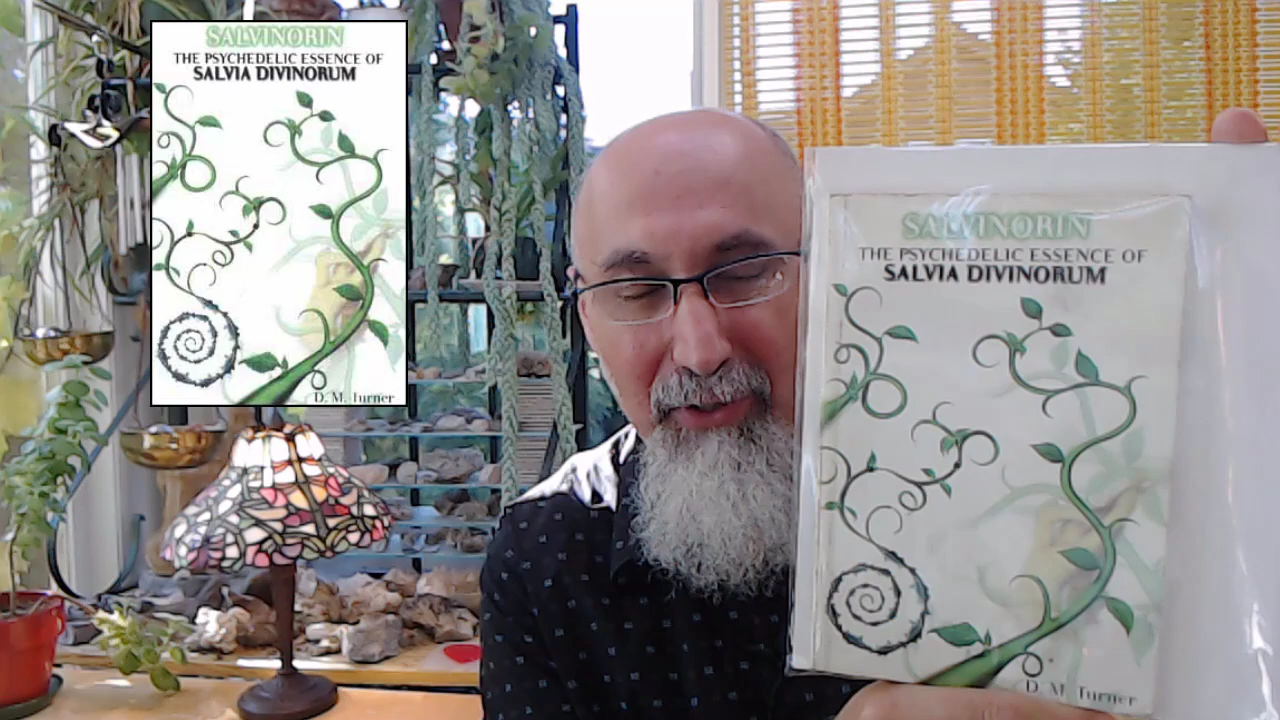 SALVINORIN
THE PSYCHEDELIC ESSENCE OF
SALVIA DIVINORUM
D. M. Turner
SALVINORIN
THE PSYCHEDELIC ESSENCE OF
SALVIA DIVINORUM
D. M. Turner